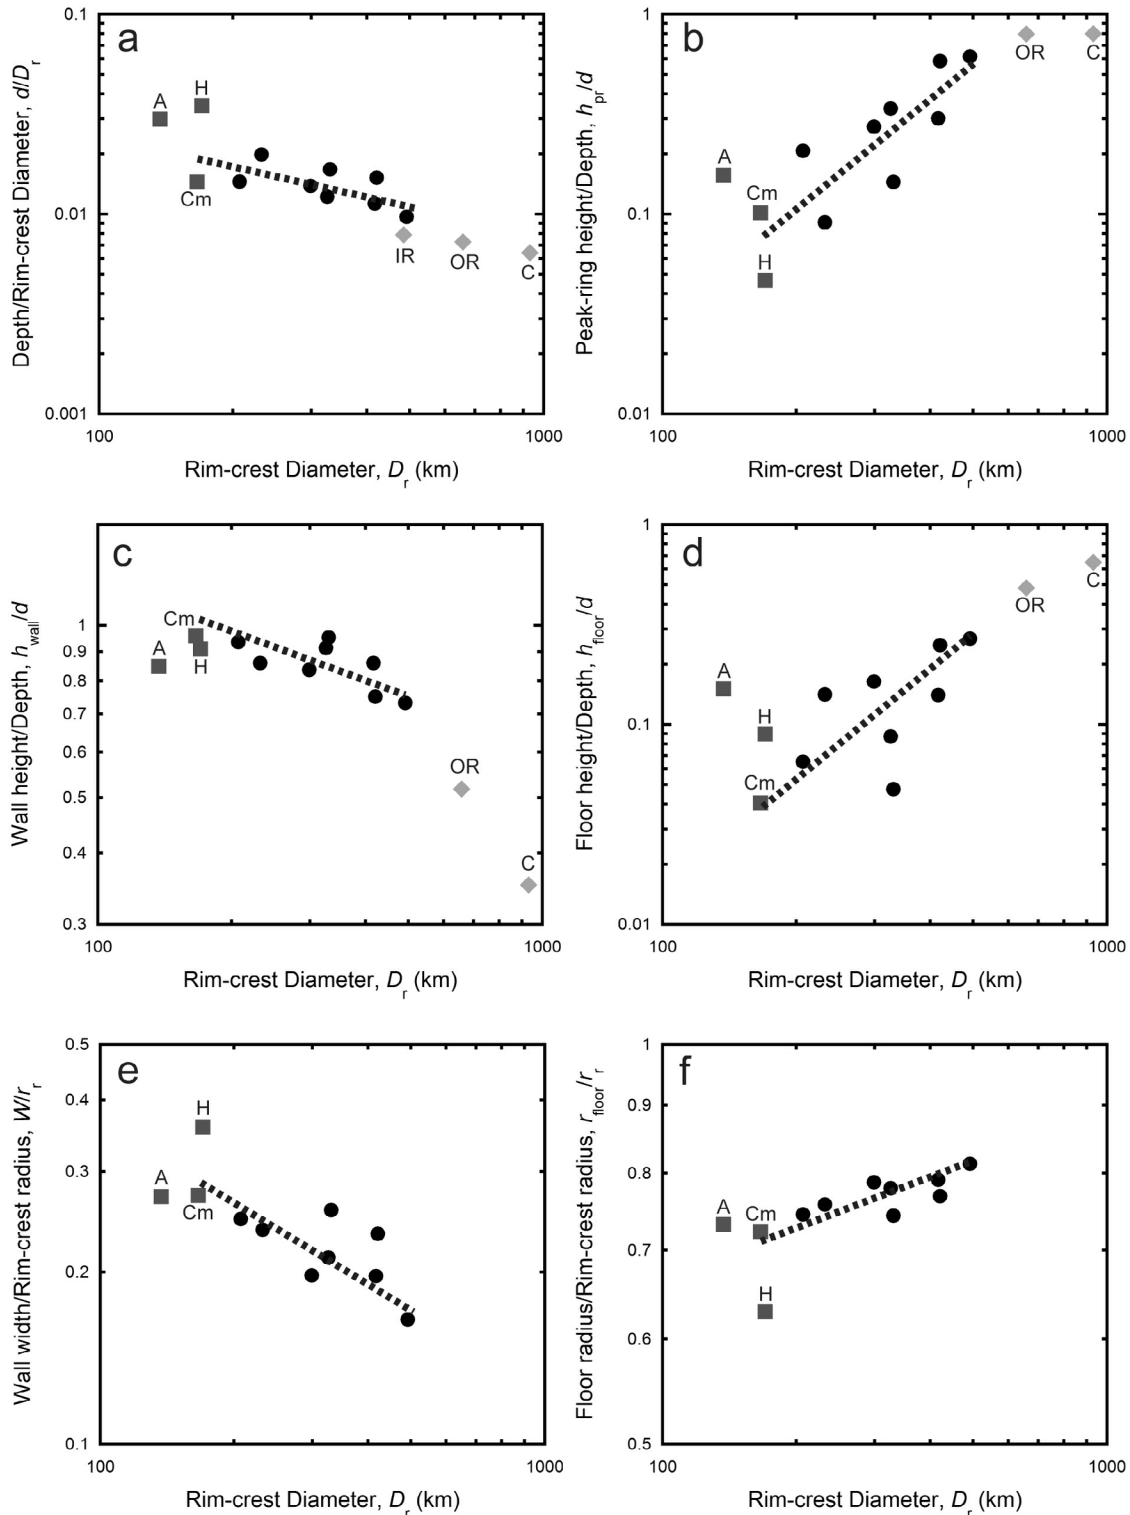 a
0.1
0.01
0.001
Depth/Rim-crest Diameter, d/Dr
A
H
Cm
IR
OR
C
100
1000
Rim-crest Diameter, Dr (km)
b
1
0.1
0.01
Peak-ring height/Depth, hpr/d
A
Cm
H
OR
C
100
1000
Rim-crest Diameter, Dr (km)
c
1
0.9
0.8
0.7
0.6
0.5
0.4
0.3
Wall height/Depth, hwall/d
Cm
A
H
OR
C
100
1000
Rim-crest Diameter, Dr (km)
d
1
0.1
0.01
Floor height/Depth, hfloor/d
A
H
Cm
OR
C
100
1000
Rim-crest Diameter, Dr (km)
e
0.5
0.4
0.3
0.2
0.1
Wall width/Rim-crest radius, W/rr
H
A
Cm
100
1000
Rim-crest Diameter, Dr (km)
f
1
0.9
0.8
0.7
0.6
0.5
Floor radius/Rim-crest radius, rfloor/rr
A
Cm
H
100
1000
Rim-crest Diameter, Dr (km)